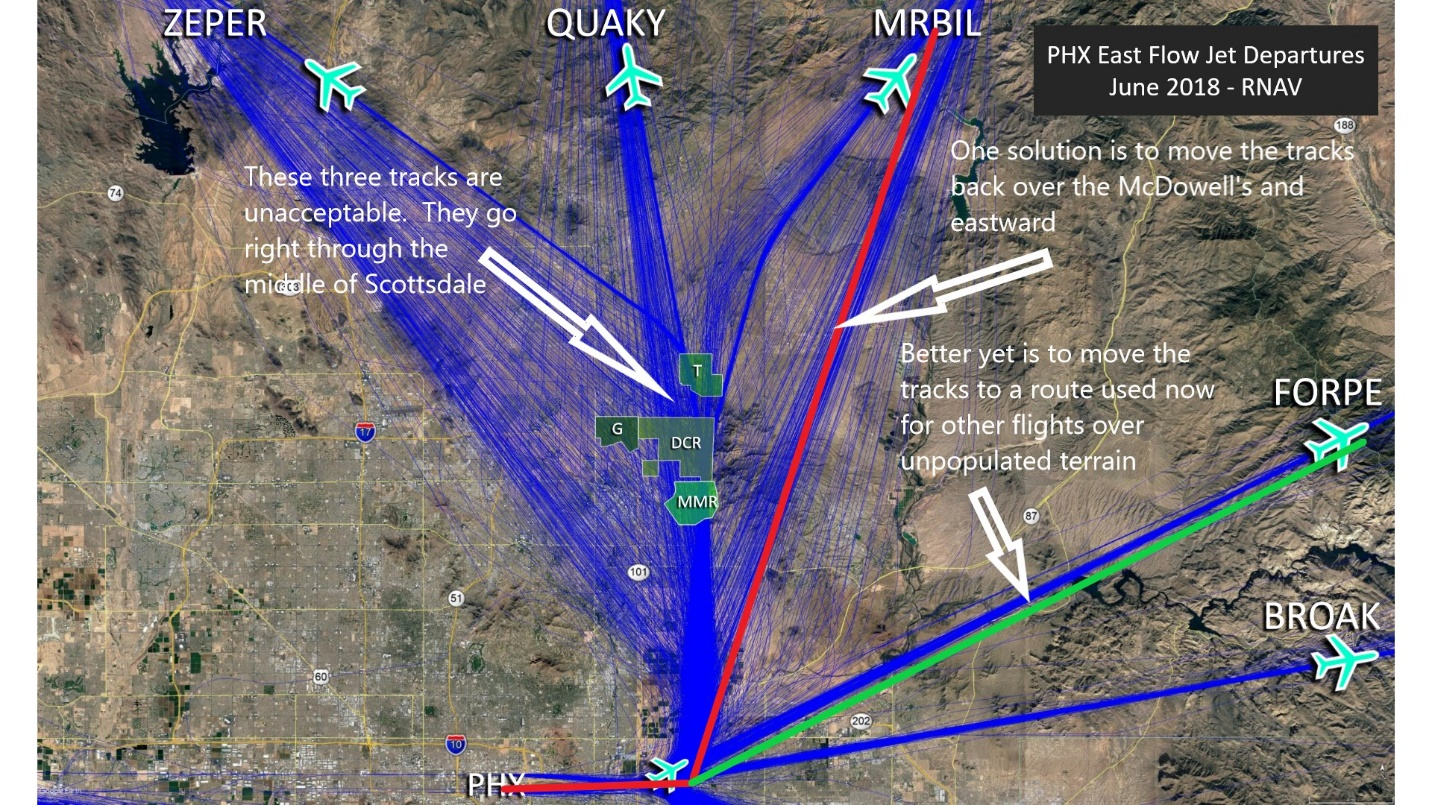 ZEPER
QUAKY
MRBIL
PHX East Flow Jet Departures
June 2018 - RNAV
188
These three tracks are
unacceptable. They go
right through the
middle of Scottsdale
One solution is to move the tracks
back over the McDowell's and
eastward
74
303
Better yet is to move the
tracks to a route used now
for other flights over
unpopulated terrain
T
FORPE
G
DCR
17
MMR
87
101
51
BROAK
60
202
10
PHX
Google Earth